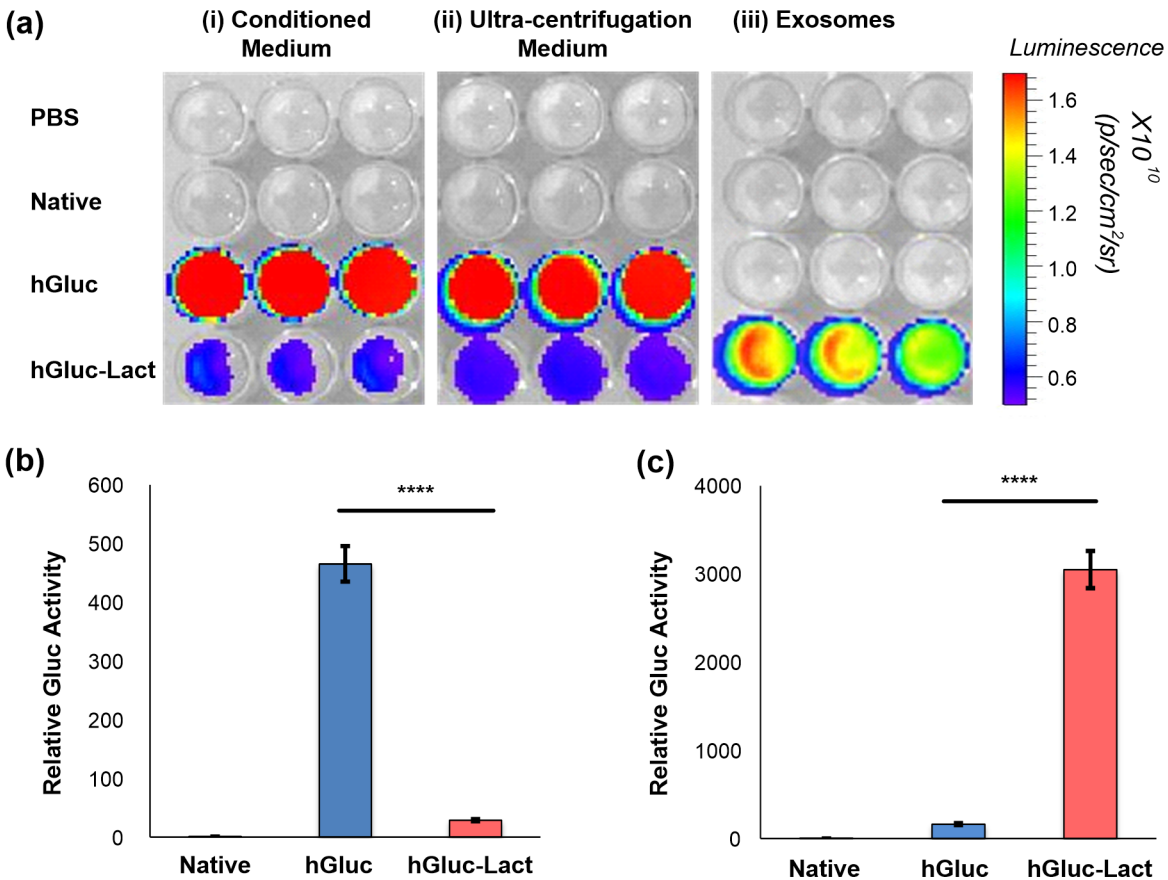 (a)
(i) Conditioned
Medium
(ii) Ultra-centrifugation
Medium
(iii) Exosomes
Luminescence
PBS
Native
hGluc
hGluc-Lact
1.6
1.4
1.2
1.0
0.8
0.6
X10^10
(p/sec/cm^2/sr)
(b)
600
500
400
300
200
100
0
Relative Gluc Activity
****
Native
hGluc
hGluc-Lact
(c)
4000
3000
2000
1000
0
Relative Gluc Activity
****
Native
hGluc
hGluc-Lact